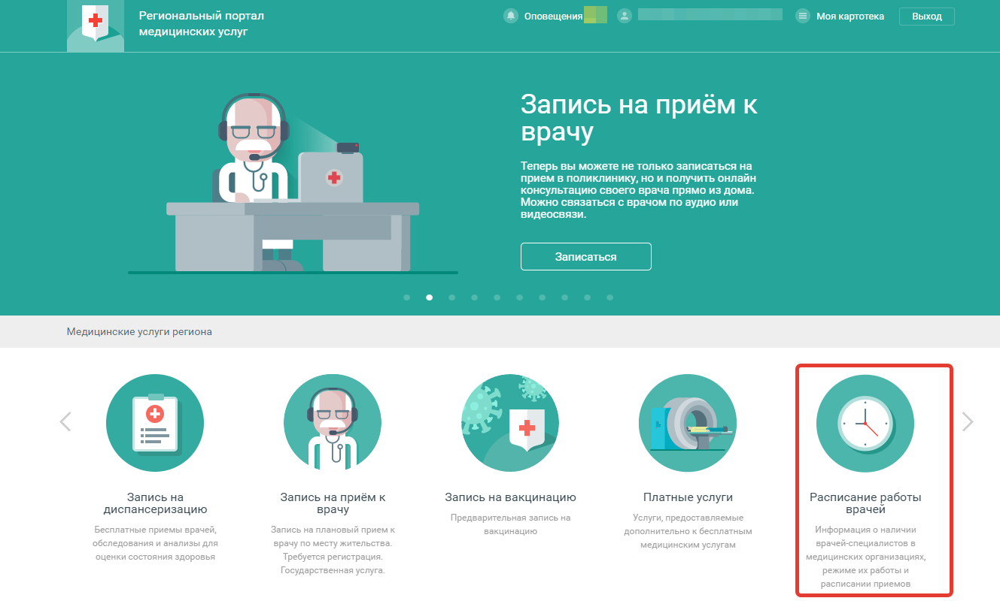 Региональный портал
медицинских услуг
Оповещения
Моя картотека
Выход
Запись на приём к
врачу
Теперь вы можете не только записаться на
прием в поликлинику, но и получить онлайн
консультацию своего врача прямо из дома.
Можно связаться с врачом по аудио или
видеосвязи.
Записаться
Медицинские услуги региона
Запись на
диспансеризацию
Бесплатные приемы врачей,
обследования и анализы для
оценки состояния здоровья
Запись на приём к
врачу
Запись на плановый прием к
врачу по месту жительства.
Требуется регистрация.
Государственная услуга.
Запись на вакцинацию
Предварительная запись на
вакцинацию
Платные услуги
Услуги, предоставляемые
дополнительно к бесплатным
медицинским услугам
Расписание работы
врачей
Информация о наличии
врачей-специалистов в
медицинских организациях,
режиме их работы и
расписании приемов